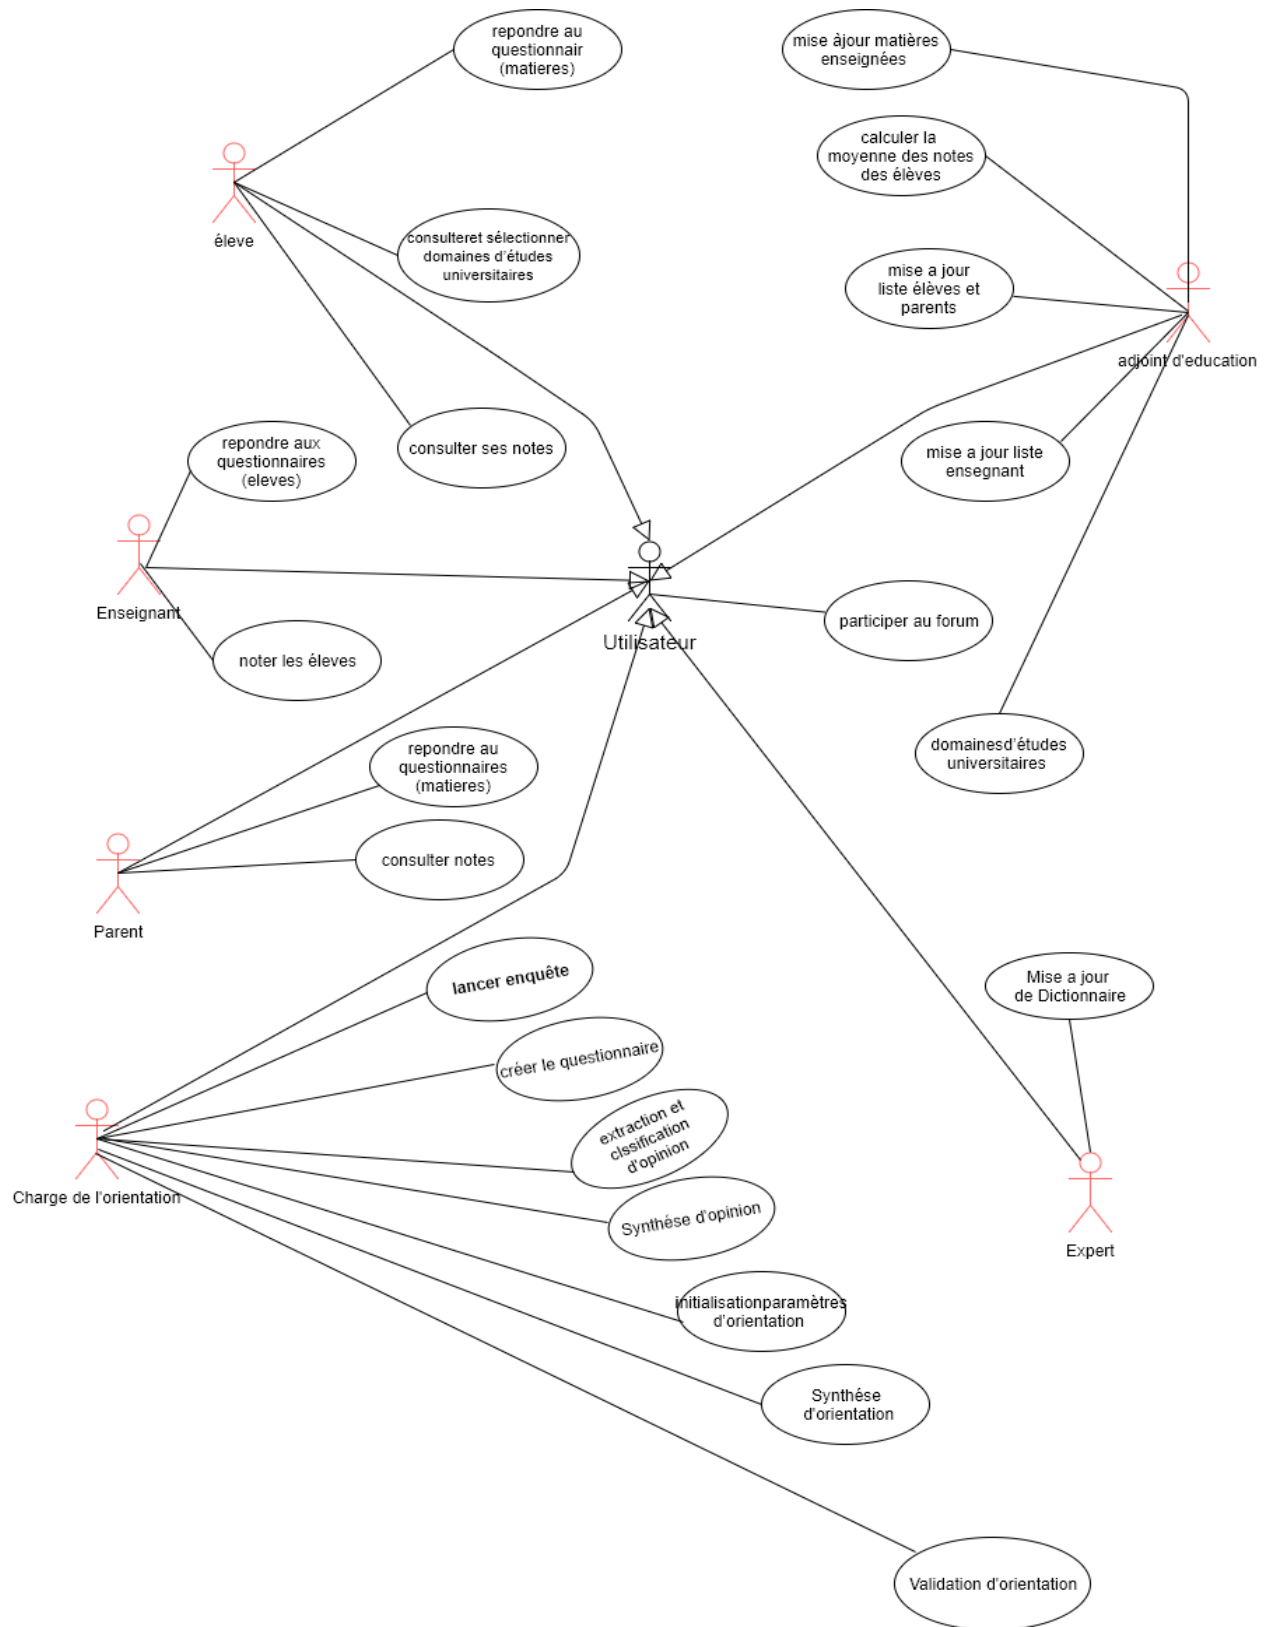 repondre au
questionnair
(matieres)
mise àjour matières
enseignées
calculer la
moyenne des notes
des élèves
éleve
consulteret sélectionner
domaines d'études
universitaires
mise a jour
liste élèves et
parents
adjoint d'education
repondre aux
questionnaires
(eleves)
consulter ses notes
mise a jour liste
ensegnant
Enseignant
noter les éleves
Utilisateur
participer au forum
domainesd'études
universitaires
repondre au
questionnaires
(matieres)
consulter notes
Parent
lancer enquête
Mise a jour
de Dictionnaire
créer le questionnaire
extraction et
clssification
d'opinion
Charge de l'orientation
Synthése d'opinion
Expert
initialisationparamètres
d'orientation
Synthése
d'orientation
Validation d'orientation